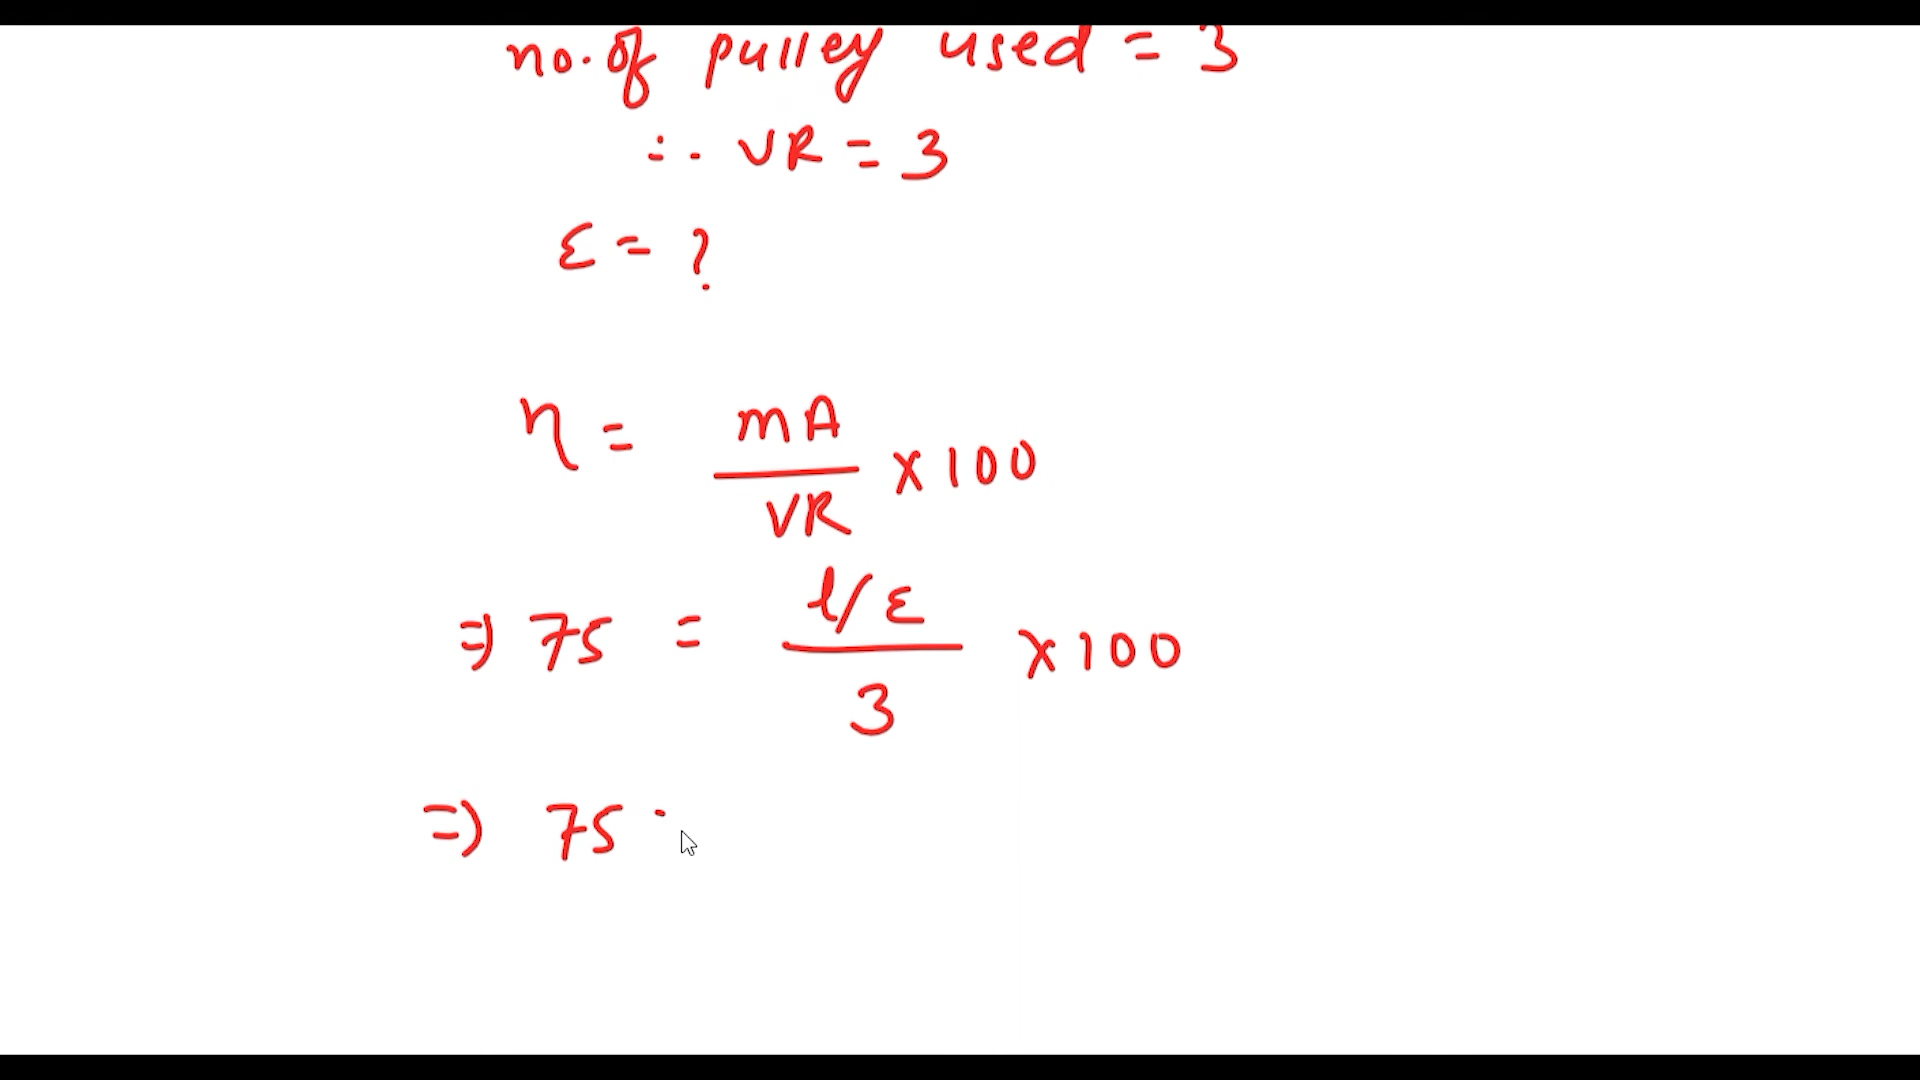 no. of pulley used = 3
∴ VR = 3
ε = ?
η = mA/VR × 100
⇒ 75 = l/ε/3 × 100
⇒ 75